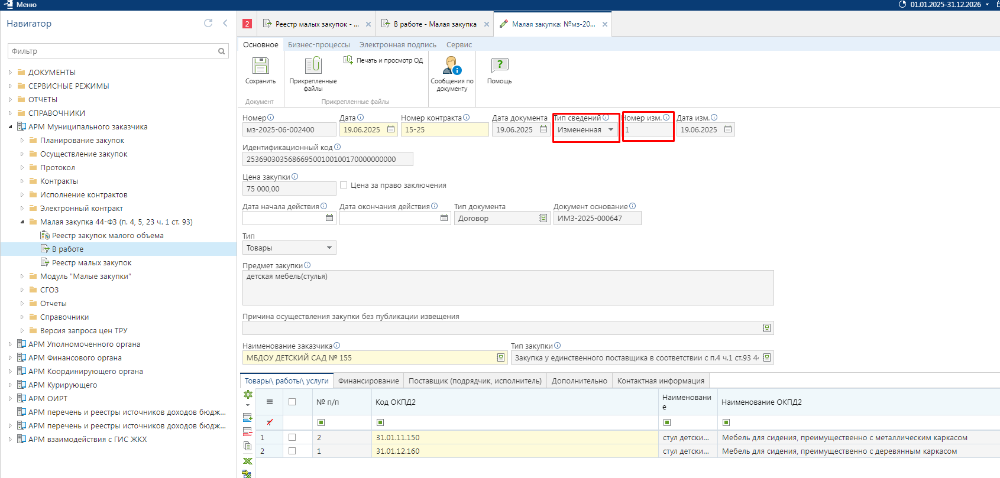 Меню
01.01.2025-31.12.2026
Навигатор
Фильтр
ДОКУМЕНТЫ
СЕРВИСНЫЕ РЕЖИМЫ
ОТЧЕТЫ
СПРАВОЧНИКИ
АРМ Муниципального заказчика
Планирование закупок
Осуществление закупок
Протокол
Контракты
Исполнение контрактов
Электронный контракт
Малая закупка 44-ФЗ (п. 4, 5, 23 ч. 1 ст. 93)
Реестр закупок малого объема
В работе
Реестр малых закупок
Модуль "Малые закупки"
СГОЗ
Отчеты
Справочники
Версия запроса цен ТРУ
АРМ Уполномоченного органа
АРМ Финансового органа
АРМ Координирующего органа
АРМ Курирующего
АРМ ОИРТ
АРМ перечень и реестры источников доходов бюдж...
АРМ перечень и реестры источников доходов бюдж...
АРМ взаимодействия с ГИС ЖКХ
2 Реестр малых закупок - ... В работе - Малая закупка Малая закупка: №мз-20...
Основное Бизнес-процессы Электронная подпись Сервис
Сохранить
Документ
Прикрепленные файлы
Печать и просмотр ОД
Прикрепленные файлы
Сообщения по документу
Помощь
Номер Дата Номер контракта Дата документа Тип сведений Номер изм. Дата изм.
мз-2025-06-002400 19.06.2025 15-25 19.06.2025 Измененная 1 19.06.2025
Идентификационный код
253690303568669500100100170000000000
Цена закупки
75 000,00 Цена за право заключения
Дата начала действия Дата окончания действия Тип документа Документ основание
Договор ИМЗ-2025-000647
Тип
Товары
Предмет закупки
детская мебель(стулья)
Причина осуществления закупки без публикации извещения
Наименование заказчика Тип закупки
МБДОУ ДЕТСКИЙ САД № 155 Закупка у единственного поставщика в соответствии с п.4 ч.1 ст.93 4
Товары\ работы\ услуги Финансирование Поставщик (подрядчик, исполнитель) Дополнительно Контактная информация
№ п/п Код ОКПД2 Наименование Наименование ОКПД2
1 2 31.01.11.150 стул детски... Мебель для сидения, преимущественно с металлическим каркасом
2 1 31.01.12.160 стул детски... Мебель для сидения, преимущественно с деревянным каркасом